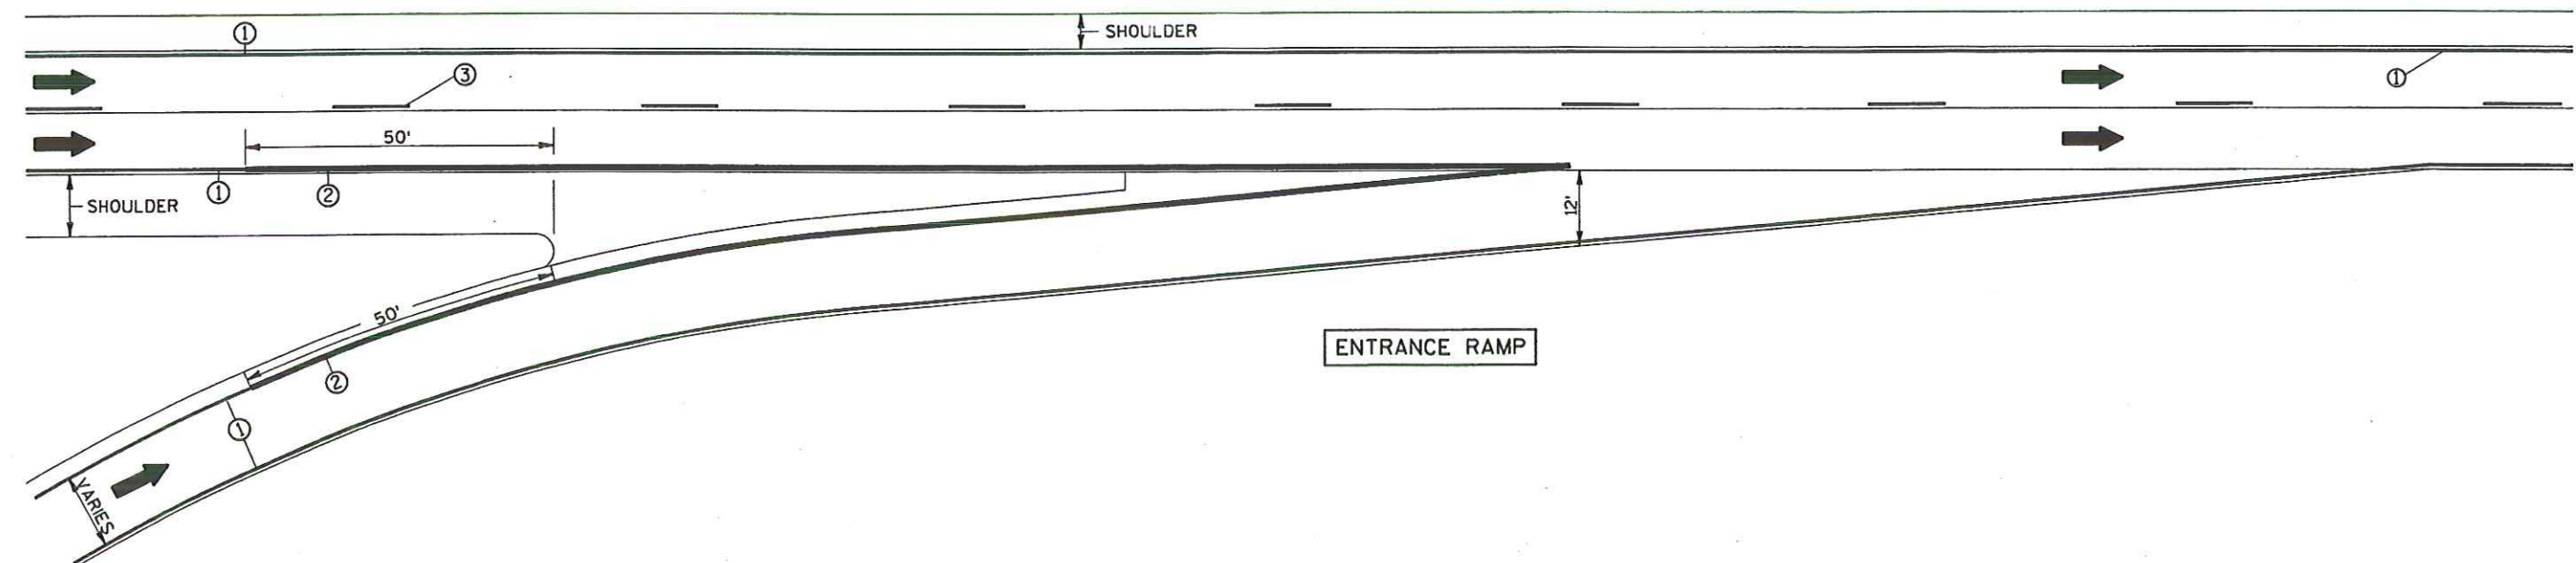 SHOULDER
①
③
①
50'
①
②
SHOULDER
12'
50'
ENTRANCE RAMP
②
①
VARIES